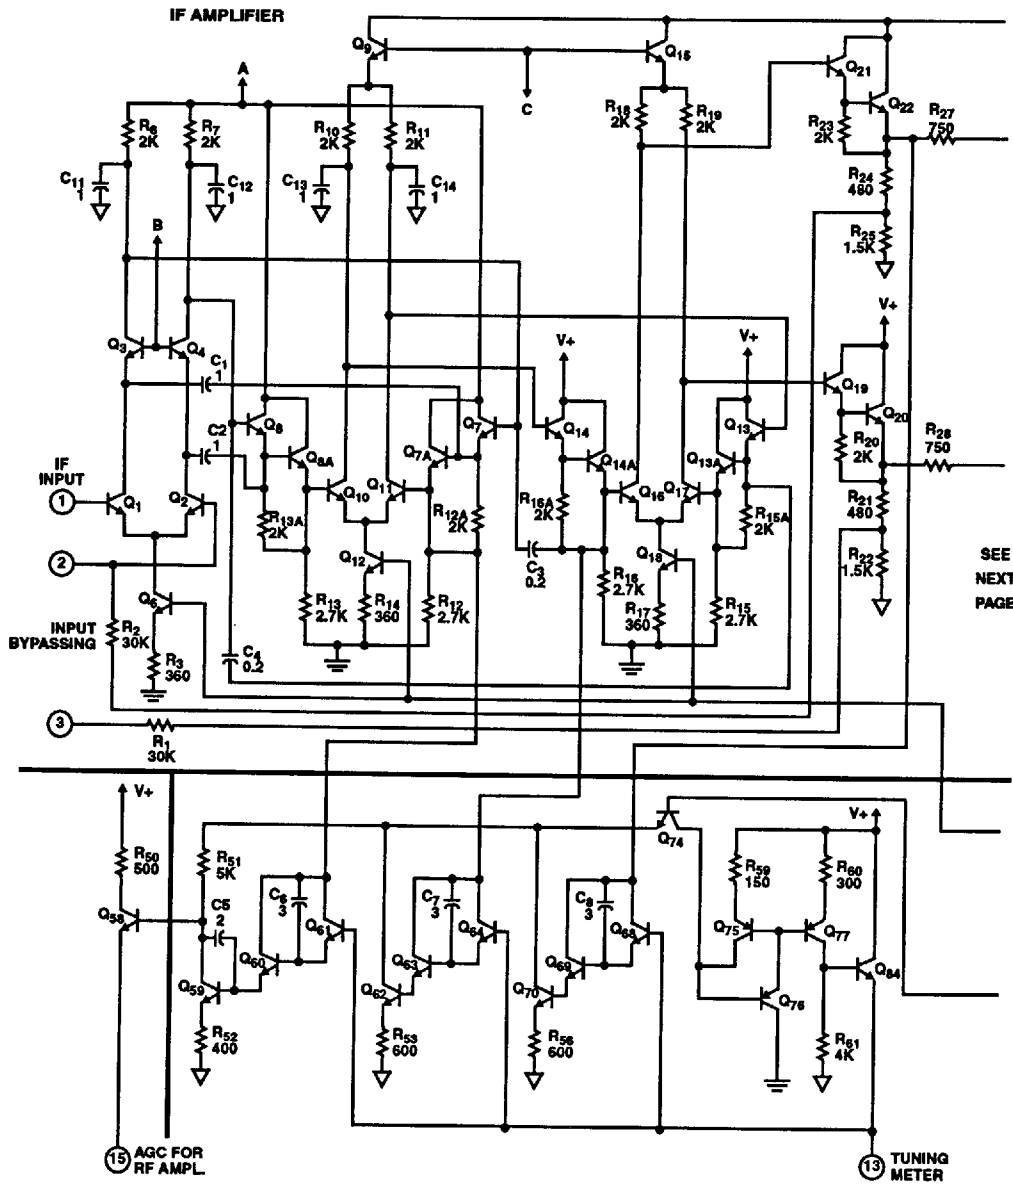 IF AMPLIFIER
A
B
C
Q9
Q15
Q21
Q22
R6
2K
R7
2K
R10
2K
R11
2K
R18
2K
R19
2K
R23
2K
R27
750
C11
1
C12
1
C13
1
C14
1
R24
480
R25
1.5K
V+
V+
V+
Q3
Q4
C1
1
C2
1
Q8
Q8A
Q7
Q7A
Q14
Q14A
Q13
Q13A
Q19
Q20
R20
2K
R28
750
IF
INPUT
1
Q1
Q2
Q10
Q11
Q16
Q17
R13A
2K
R12A
2K
R16A
2K
R15A
2K
R21
480
R22
1.5K
2
Q6
Q12
Q18
C3
0.2
SEE
NEXT
PAGE
INPUT
BYPASSING
R2
30K
R3
360
C4
0.2
R13
2.7K
R14
360
R12
2.7K
R16
2.7K
R17
360
R15
2.7K
3
R1
30K
V+
V+
R50
500
R51
5K
C5
2
C6
3
C7
3
C8
3
Q74
R59
150
R60
300
Q58
Q59
Q60
Q61
Q62
Q63
Q64
Q68
Q69
Q70
Q75
Q76
Q77
Q84
R52
400
R53
600
R56
600
R61
4K
15
AGC FOR
RF AMPL.
13
TUNING
METER